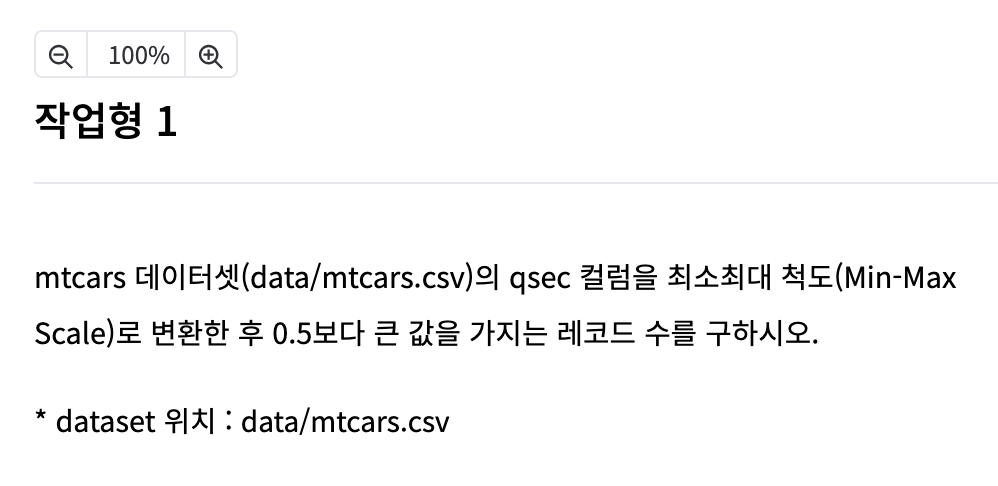 100%
작업형 1
mtcars 데이터셋(data/mtcars.csv)의 qsec 컬럼을 최소최대 척도(Min-Max
Scale)로 변환한 후 0.5보다 큰 값을 가지는 레코드 수를 구하시오.
* dataset 위치 : data/mtcars.csv